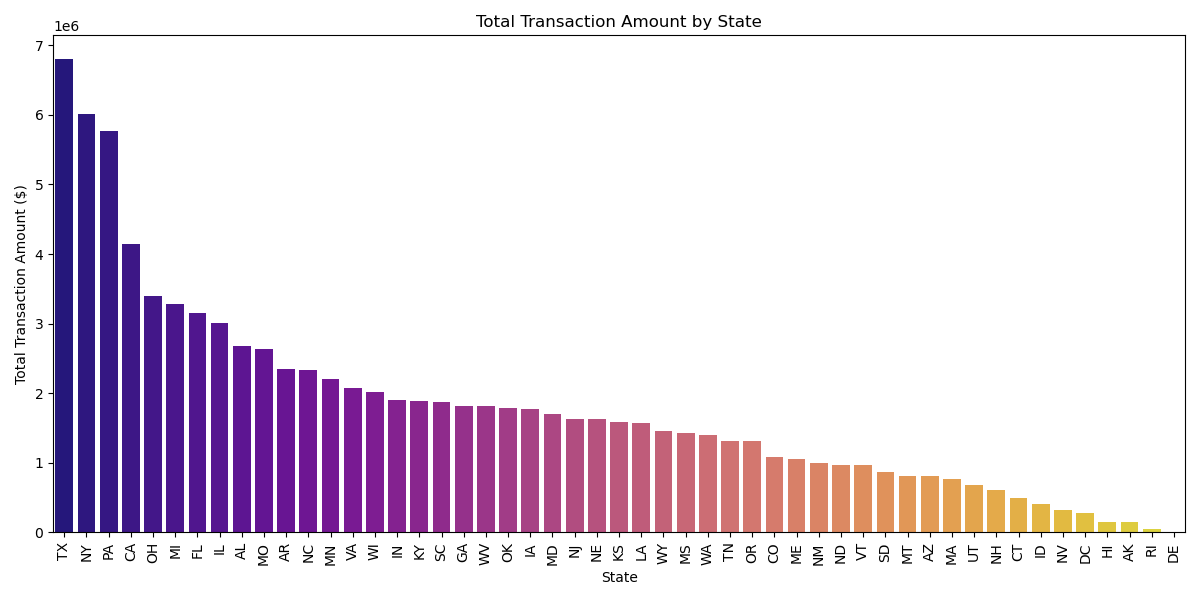 Total Transaction Amount by State
1e6
Total Transaction Amount ($)
7
6
5
4
3
2
1
0
TX NY PA CA OH MI FL IL AL MO AR NC MN VA WI IN KY SC GA WV OK IA MD NJ NE KS LA WY MS WA TN OR CO ME NM ND VT SD MT AZ MA UT NH CT ID NV DC HI AK RI DE
State